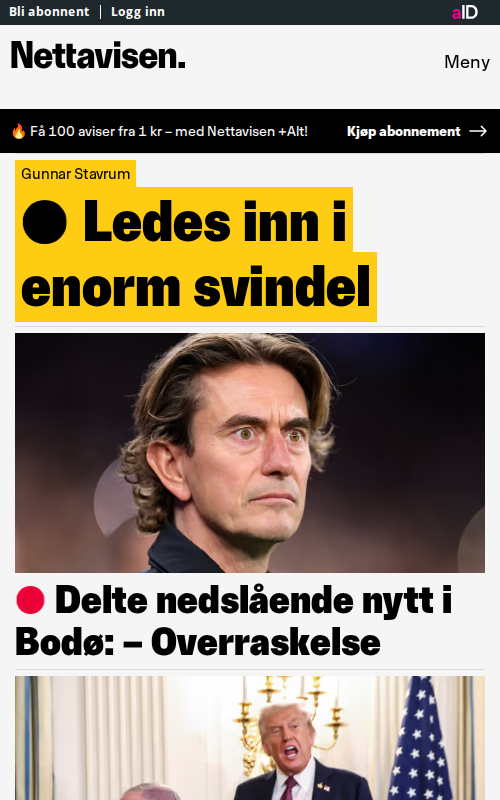 Bli abonnent | Logg inn
aID
Nettavisen.
Meny
🔥 Få 100 aviser fra 1 kr – med Nettavisen +Alt!
Kjøp abonnement →
Gunnar Stavrum
● Ledes inn i
enorm svindel
● Delte nedslående nytt i
Bodø: – Overraskelse